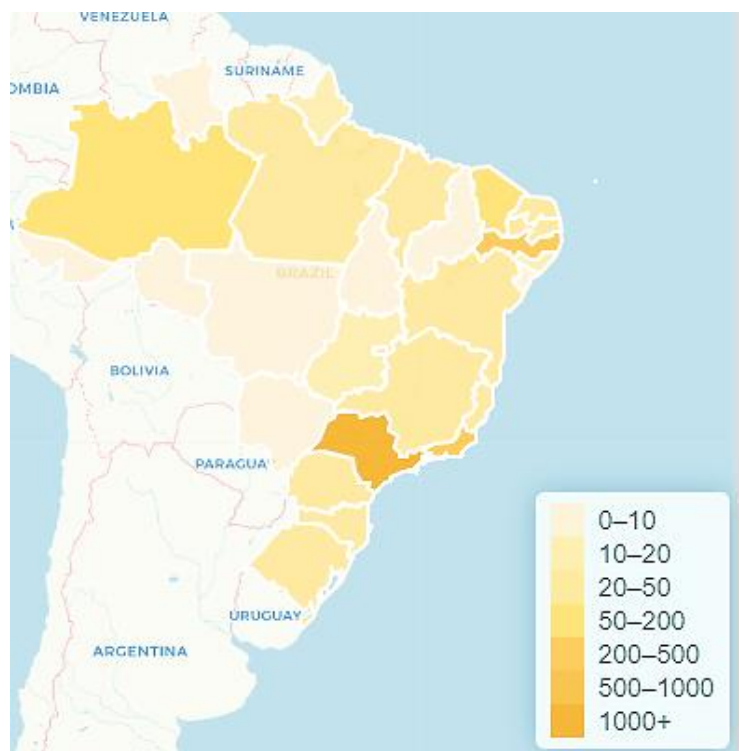 VENEZUELA
SURINAME
OMBIA
BRAZIL
BOLIVIA
PARAGUA
URUGUAY
ARGENTINA
0–10
10–20
20–50
50–200
200–500
500–1000
1000+